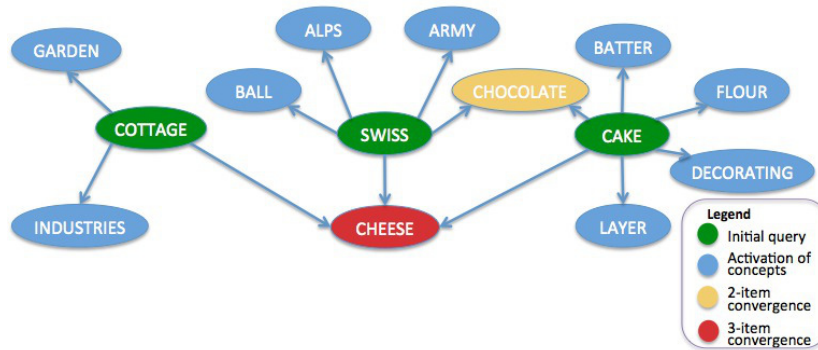 ALPS
ARMY
BATTER
GARDEN
BALL
CHOCOLATE
FLOUR
COTTAGE
SWISS
CAKE
DECORATING
INDUSTRIES
CHEESE
LAYER
Legend
Initial query
Activation of
concepts
2-item
convergence
3-item
convergence